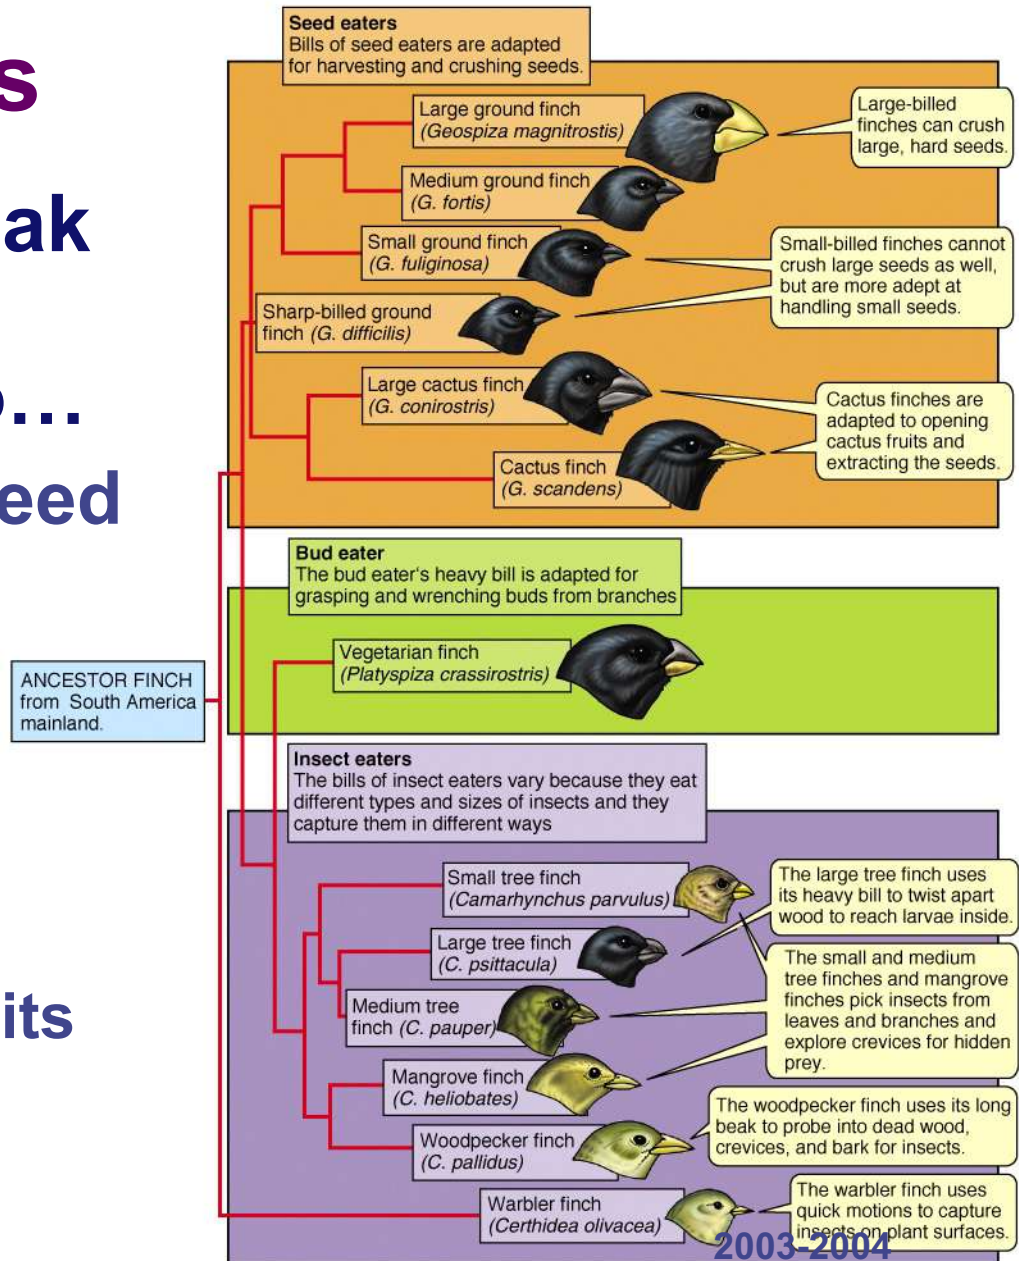 s
ak
o…
eed
its
Seed eaters
Bills of seed eaters are adapted
for harvesting and crushing seeds.
Large ground finch
(Geospiza magnitrostis)
Large-billed
finches can crush
large, hard seeds.
Medium ground finch
(G. fortis)
Small ground finch
(G. fuliginosa)
Small-billed finches cannot
crush large seeds as well,
but are more adept at
handling small seeds.
Sharp-billed ground
finch (G. difficilis)
Large cactus finch
(G. conirostris)
Cactus finches are
adapted to opening
cactus fruits and
extracting the seeds.
Cactus finch
(G. scandens)
Bud eater
The bud eater's heavy bill is adapted for
grasping and wrenching buds from branches
Vegetarian finch
(Platyspiza crassirostris)
ANCESTOR FINCH
from South America
mainland.
Insect eaters
The bills of insect eaters vary because they eat
different types and sizes of insects and they
capture them in different ways
Small tree finch
(Camarhynchus parvulus)
The large tree finch uses
its heavy bill to twist apart
wood to reach larvae inside.
Large tree finch
(C. psittacula)
The small and medium
tree finches and mangrove
finches pick insects from
leaves and branches and
explore crevices for hidden
prey.
Medium tree
finch (C. pauper)
Mangrove finch
(C. heliobates)
The woodpecker finch uses its long
beak to probe into dead wood,
crevices, and bark for insects.
Woodpecker finch
(C. pallidus)
Warbler finch
(Certhidea olivacea)
The warbler finch uses
quick motions to capture
insects on plant surfaces.
2003-2004